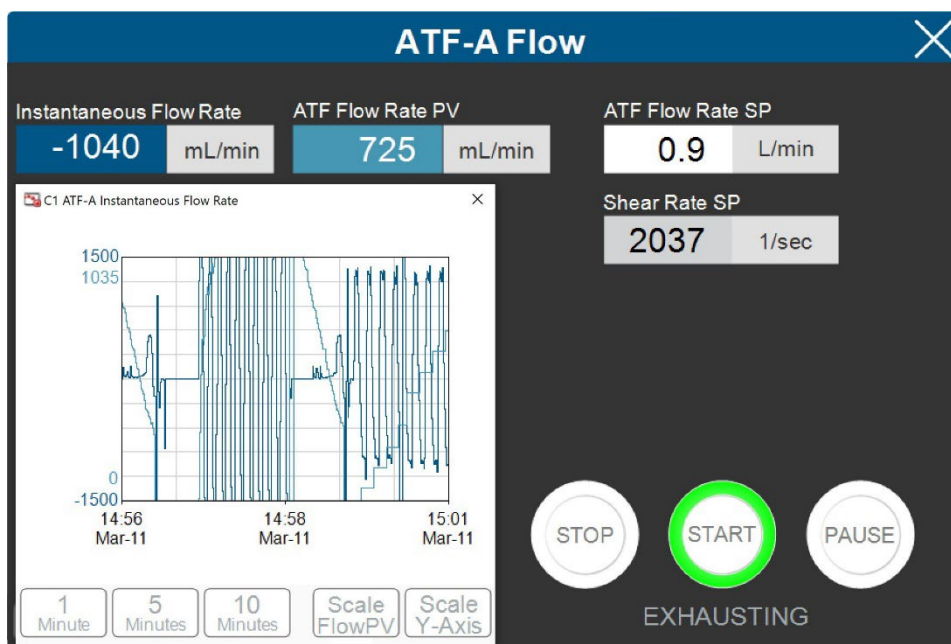 ATF-A Flow
Instantaneous Flow Rate
-1040 mL/min
ATF Flow Rate PV
725 mL/min
ATF Flow Rate SP
0.9 L/min
Shear Rate SP
2037 1/sec
C1 ATF-A Instantaneous Flow Rate
1500
1035
0
-1500
14:56 14:58 15:01
Mar-11 Mar-11 Mar-11
1 Minute
5 Minutes
10 Minutes
Scale FlowPV
Scale Y-Axis
STOP
START
PAUSE
EXHAUSTING